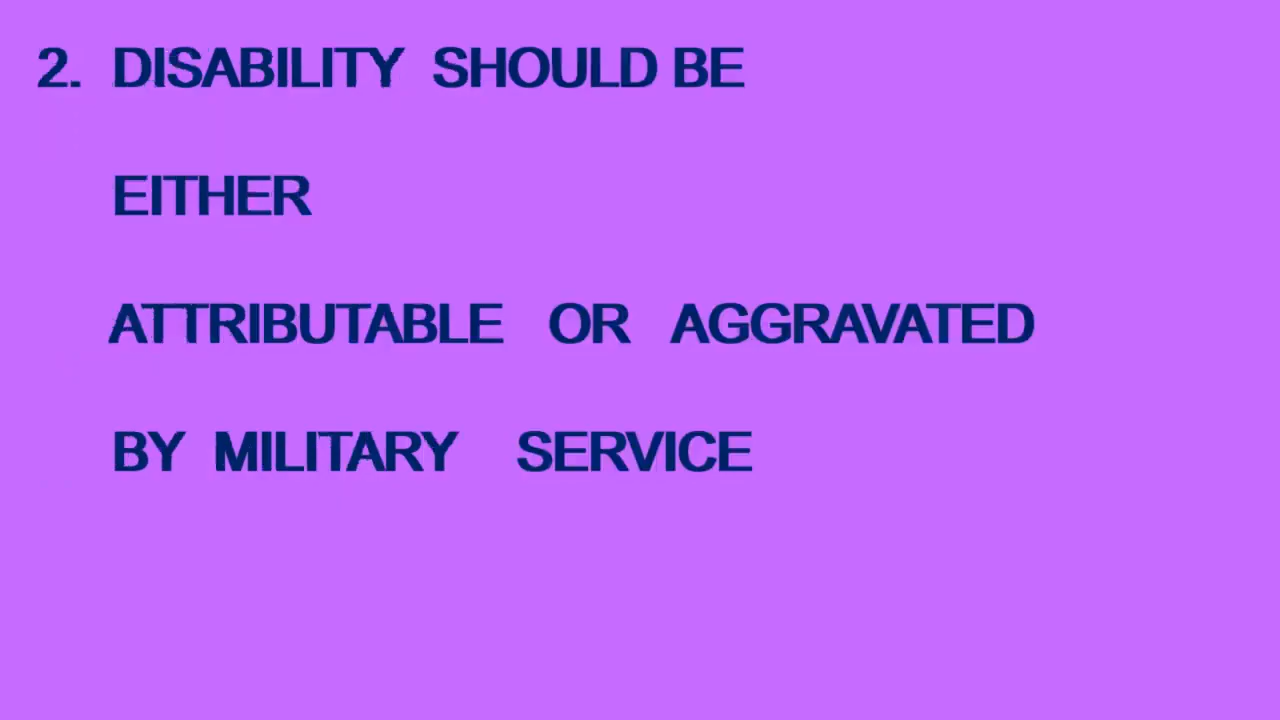 2. DISABILITY SHOULD BE
EITHER
ATTRIBUTABLE OR AGGRAVATED
BY MILITARY SERVICE